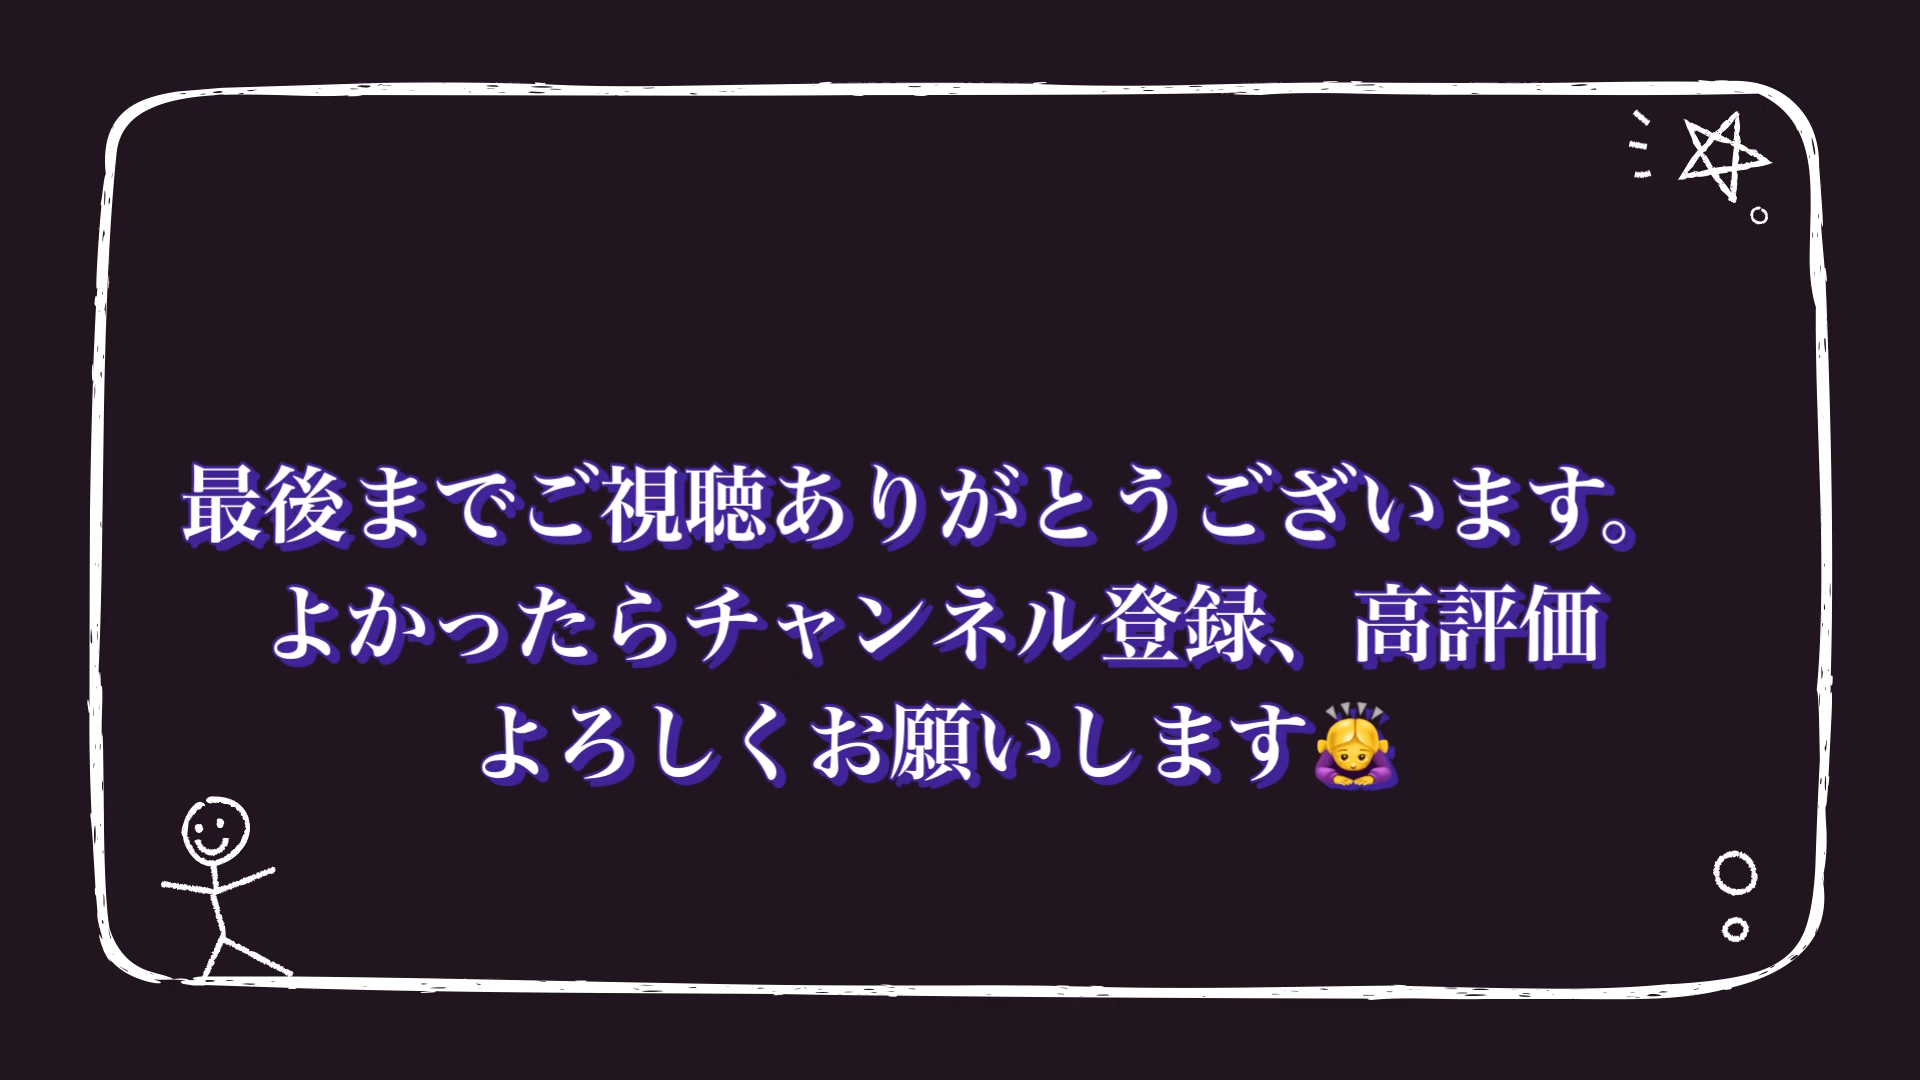 最後までご視聴ありがとうございます。
よかったらチャンネル登録、高評価
よろしくお願いします🙇‍♀️